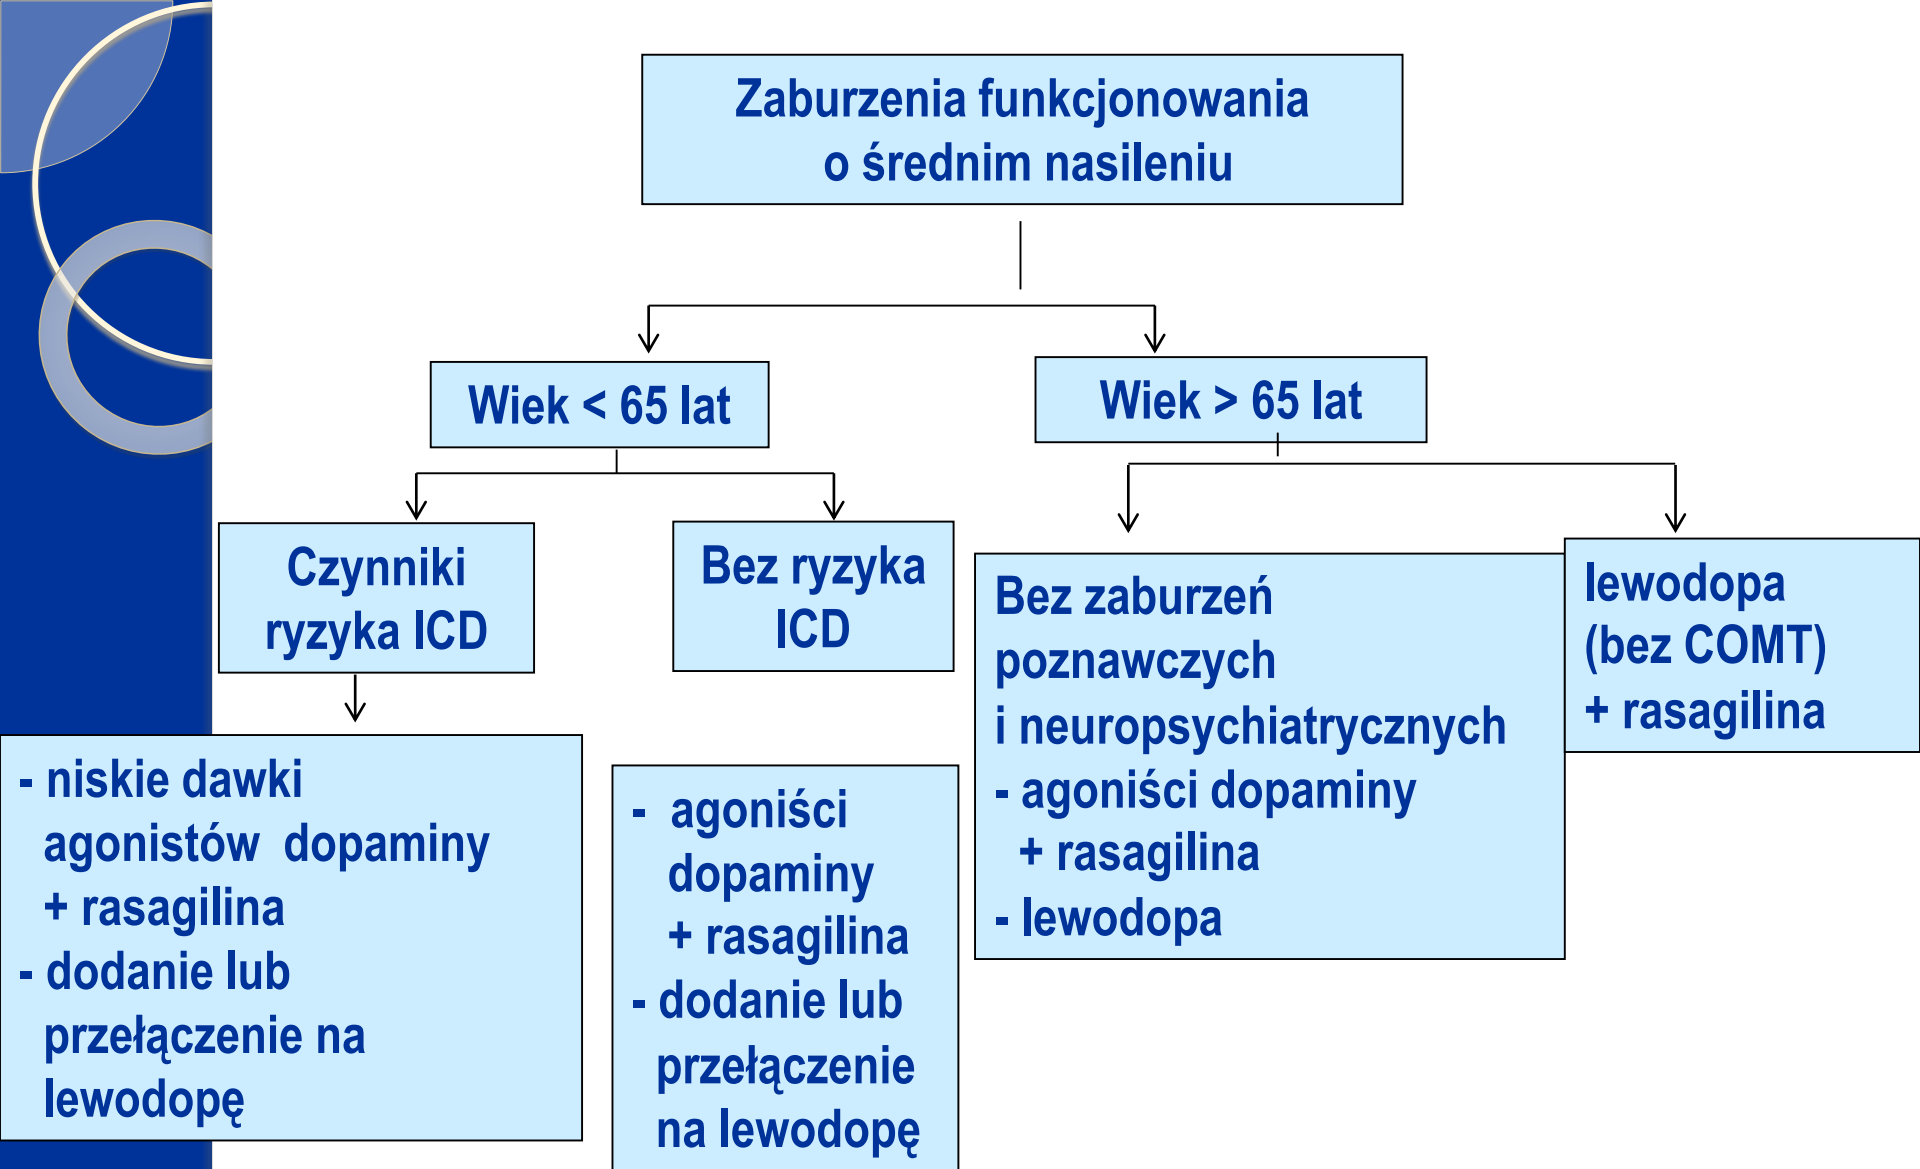 Zaburzenia funkcjonowania
o średnim nasileniu
Wiek < 65 lat
Wiek > 65 lat
Czynniki
ryzyka ICD
Bez ryzyka
ICD
Bez zaburzeń
poznawczych
i neuropsychiatrycznych
- agoniści dopaminy
+ rasagilina
- lewodopa
lewodopa
(bez COMT)
+ rasagilina
- niskie dawki
agonistów dopaminy
+ rasagilina
- dodanie lub
przełączenie na
lewodopę
- agoniści
dopaminy
+ rasagilina
- dodanie lub
przełączenie
na lewodopę